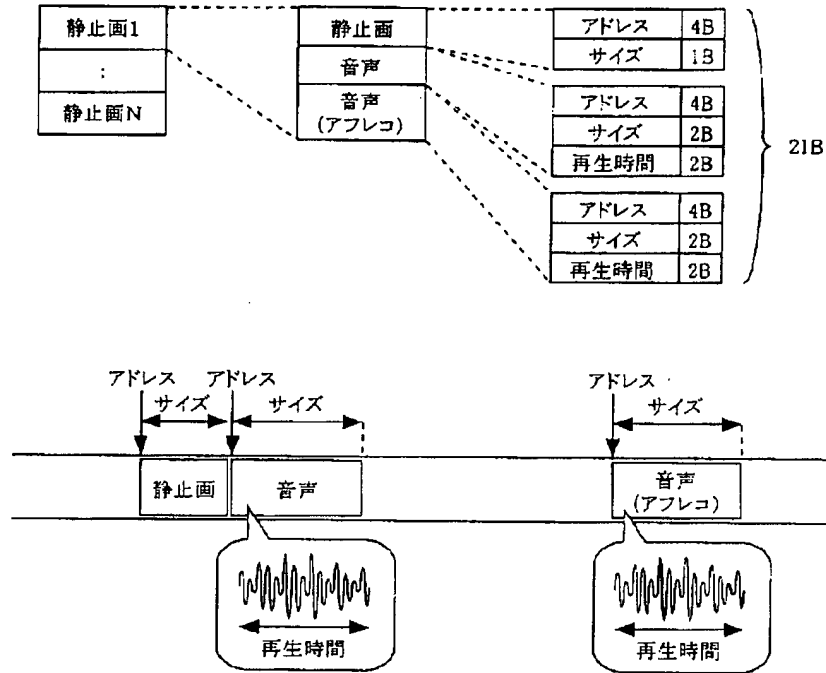 静止画1
:
静止画N
静止画
音声
音声
(アフレコ)
アドレス 4B
サイズ 1B
アドレス 4B
サイズ 2B
再生時間 2B
アドレス 4B
サイズ 2B
再生時間 2B
21B
アドレス アドレス アドレス
サイズ サイズ サイズ
静止画 音声 音声
(アフレコ)
再生時間 再生時間